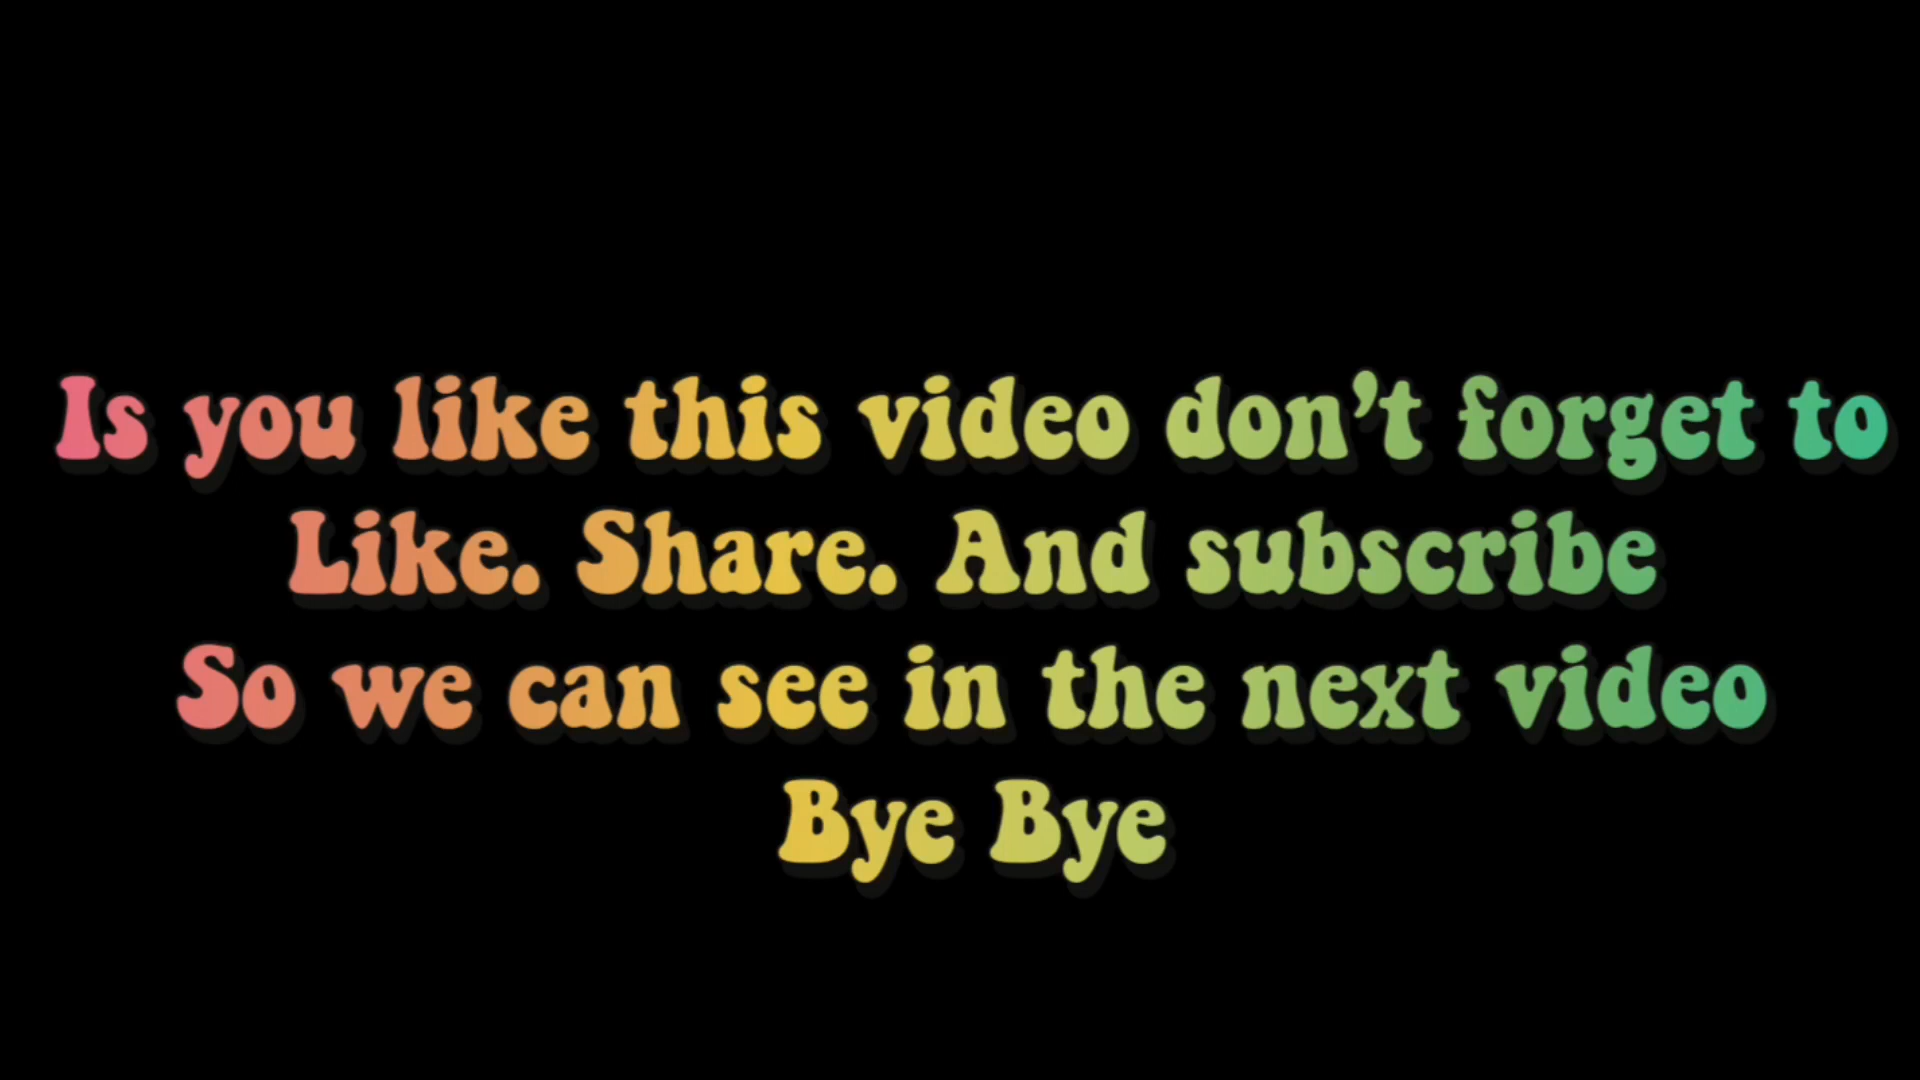 Is you like this video don’t forget to
Like. Share. And subscribe
So we can see in the next video
Bye Bye